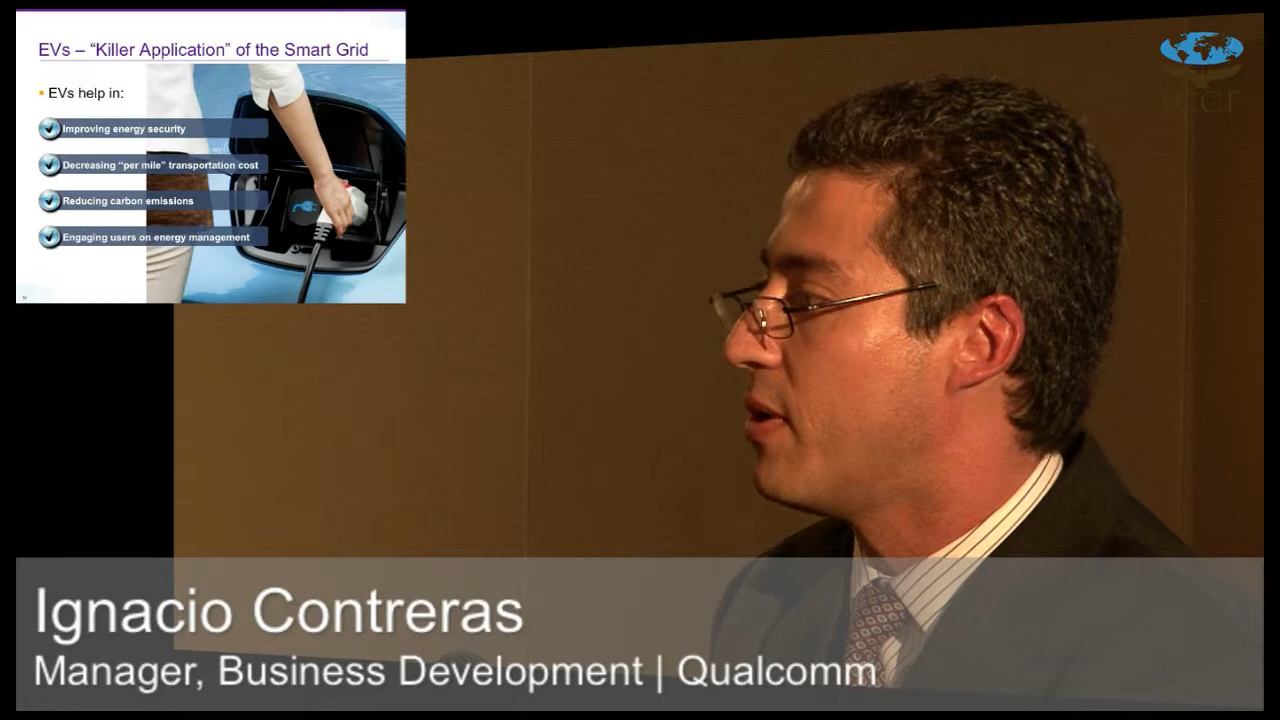 EVs – “Killer Application” of the Smart Grid
• EVs help in:
Improving energy security
Decreasing “per mile” transportation cost
Reducing carbon emissions
Engaging users on energy management
Ignacio Contreras
Manager, Business Development | Qualcomm